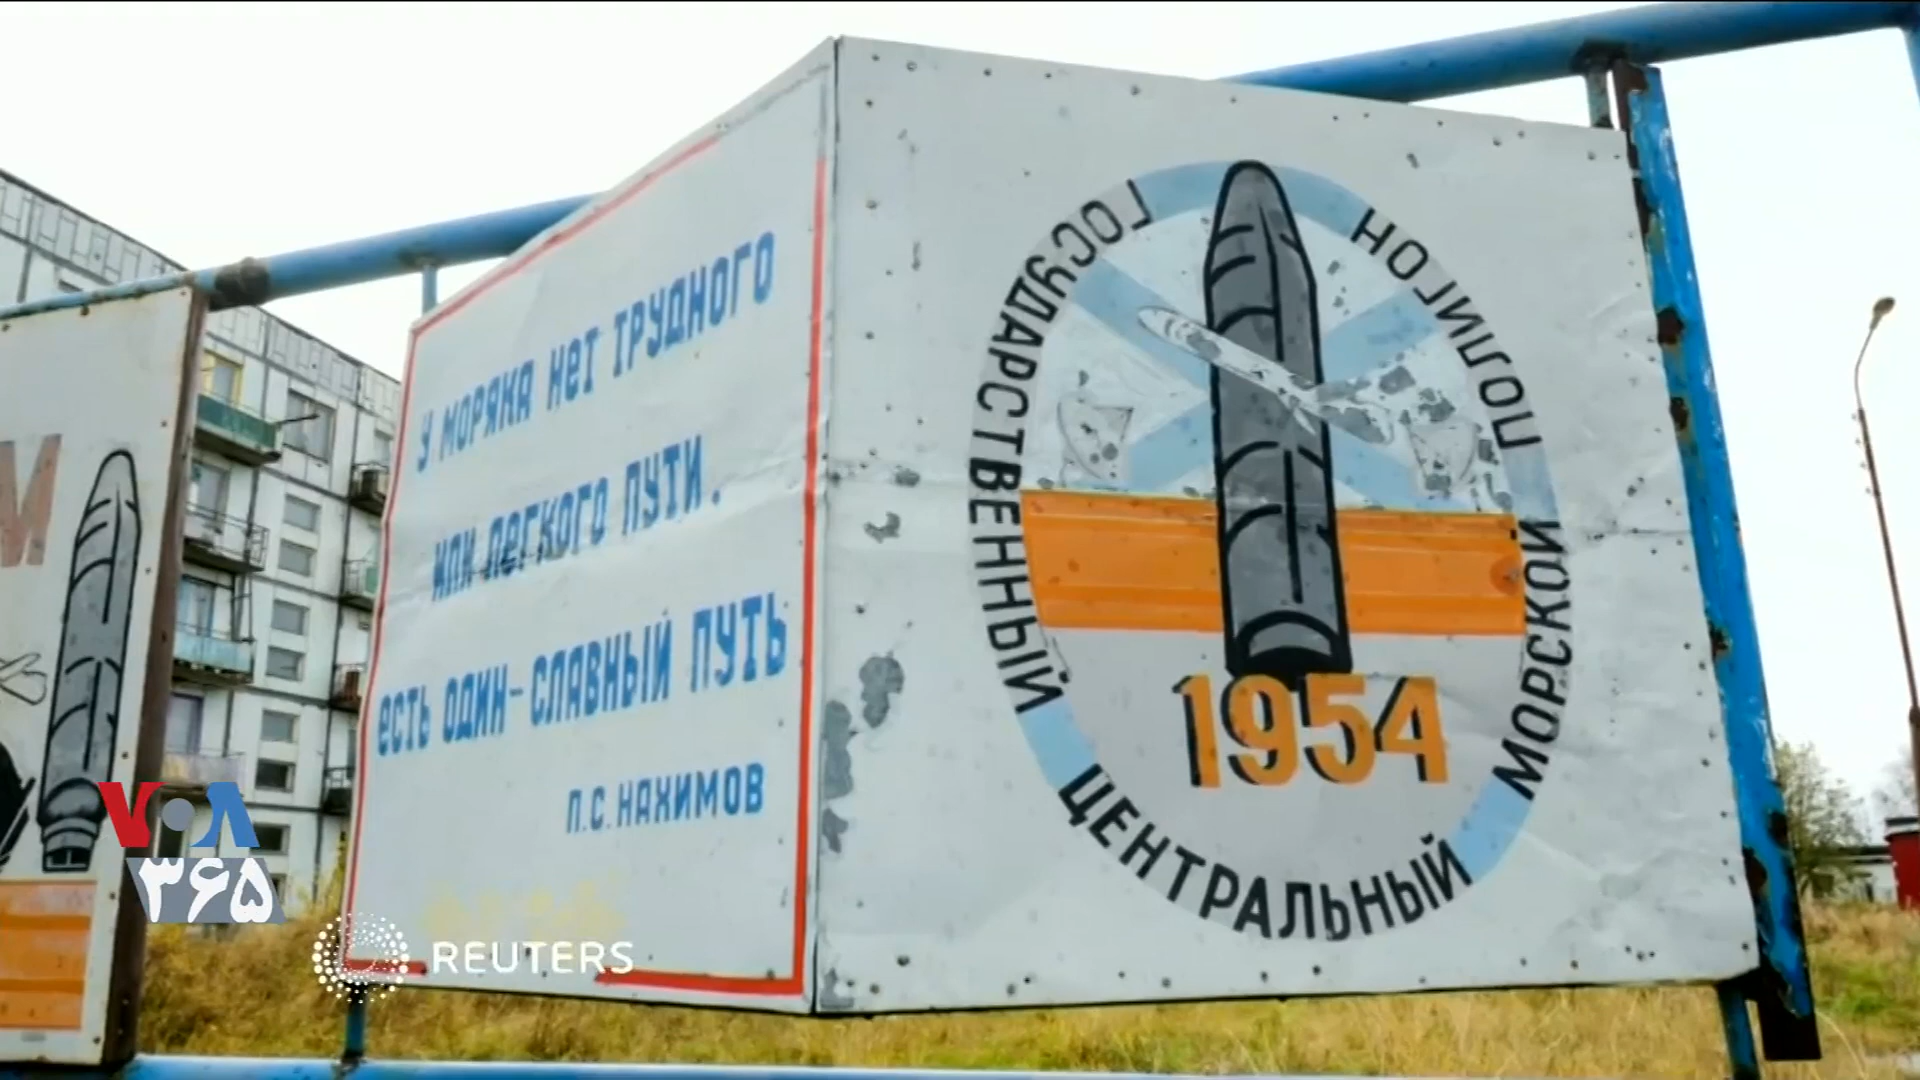 У МОРЯКА НЕТ ТРУДНОГО
ИЛИ ЛЕГКОГО ПУТИ.
ЕСТЬ ОДИН-СЛАВНЫЙ ПУТЬ
П.С.НАХИМОВ
ГОСУДАРСТВЕННЫЙ
ЦЕНТРАЛЬНЫЙ
МОРСКОЙ
ПОЛИГОН
1954
И
VOA
۳۶۵
REUTERS